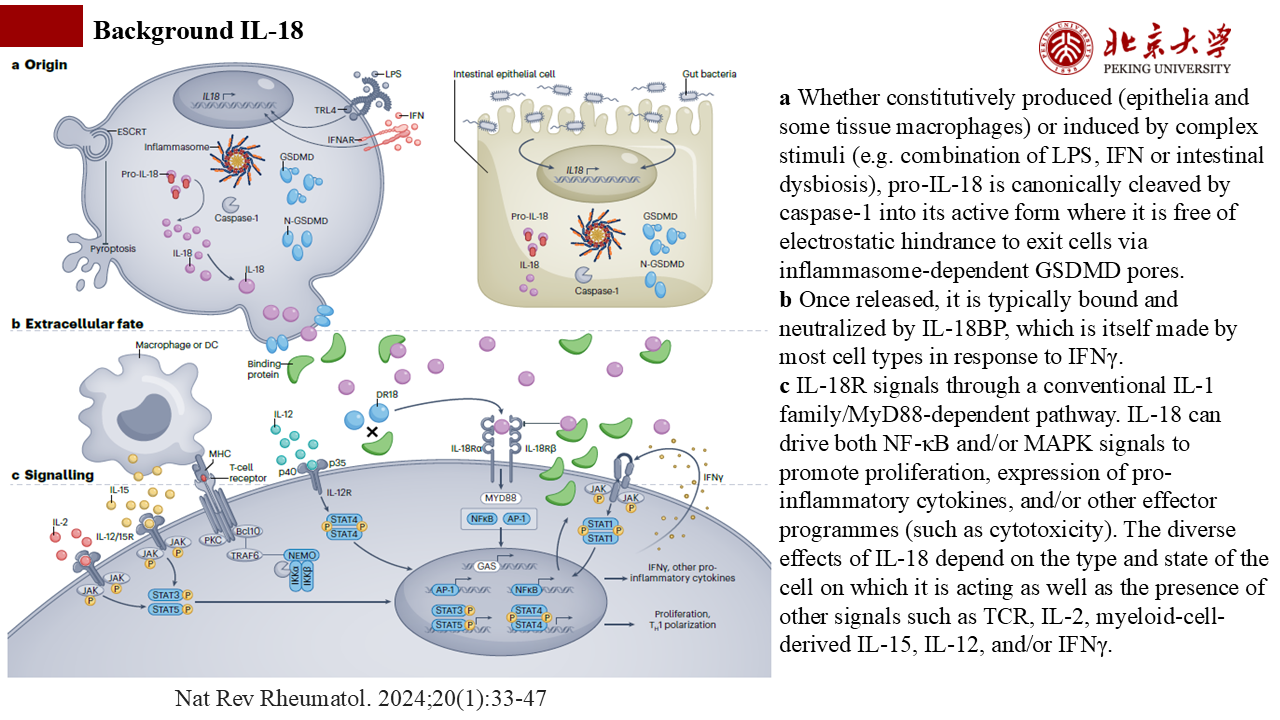 Background IL-18
北京大学
PEKING UNIVERSITY
PEKING UNIVERSITY
1898
a Origin
LPS
IL18
TRL4
IFN
IFNAR
ESCRT
Inflammasome
GSDMD
Pro-IL-18
Caspase-1
N-GSDMD
Pyroptosis
IL-18
IL-18
Intestinal epithelial cell
Gut bacteria
IL18
Pro-IL-18
GSDMD
IL-18
N-GSDMD
Caspase-1
b Extracellular fate
Macrophage or DC
Binding
protein
DR18
IL-12
IL-18Rα
IL-18Rβ
MHC
T-cell
receptor
p40
p35
IL-12R
IFNγ
c Signalling
IL-15
IL-2
IL-12/15R
JAK
P
JAK
P
JAK
P
JAK
P
PKC
Bcl10
TRAF6
NEMO
IKKα
IKKβ
STAT4
P
P
STAT4
MYD88
NFκB
AP-1
JAK
P
JAK
P
STAT1
P
P
STAT1
STAT3
P
STAT5
P
GAS
AP-1
NFκB
STAT3
P
STAT5
P
STAT4
P
P
STAT4
IFNγ, other pro-
inflammatory cytokines
Proliferation,
TH1 polarization
a Whether constitutively produced (epithelia and
some tissue macrophages) or induced by complex
stimuli (e.g. combination of LPS, IFN or intestinal
dysbiosis), pro-IL-18 is canonically cleaved by
caspase-1 into its active form where it is free of
electrostatic hindrance to exit cells via
inflammasome-dependent GSDMD pores.
b Once released, it is typically bound and
neutralized by IL-18BP, which is itself made by
most cell types in response to IFNγ.
c IL-18R signals through a conventional IL-1
family/MyD88-dependent pathway. IL-18 can
drive both NF-κB and/or MAPK signals to
promote proliferation, expression of pro-
inflammatory cytokines, and/or other effector
programmes (such as cytotoxicity). The diverse
effects of IL-18 depend on the type and state of the
cell on which it is acting as well as the presence of
other signals such as TCR, IL-2, myeloid-cell-
derived IL-15, IL-12, and/or IFNγ.
Nat Rev Rheumatol. 2024;20(1):33-47